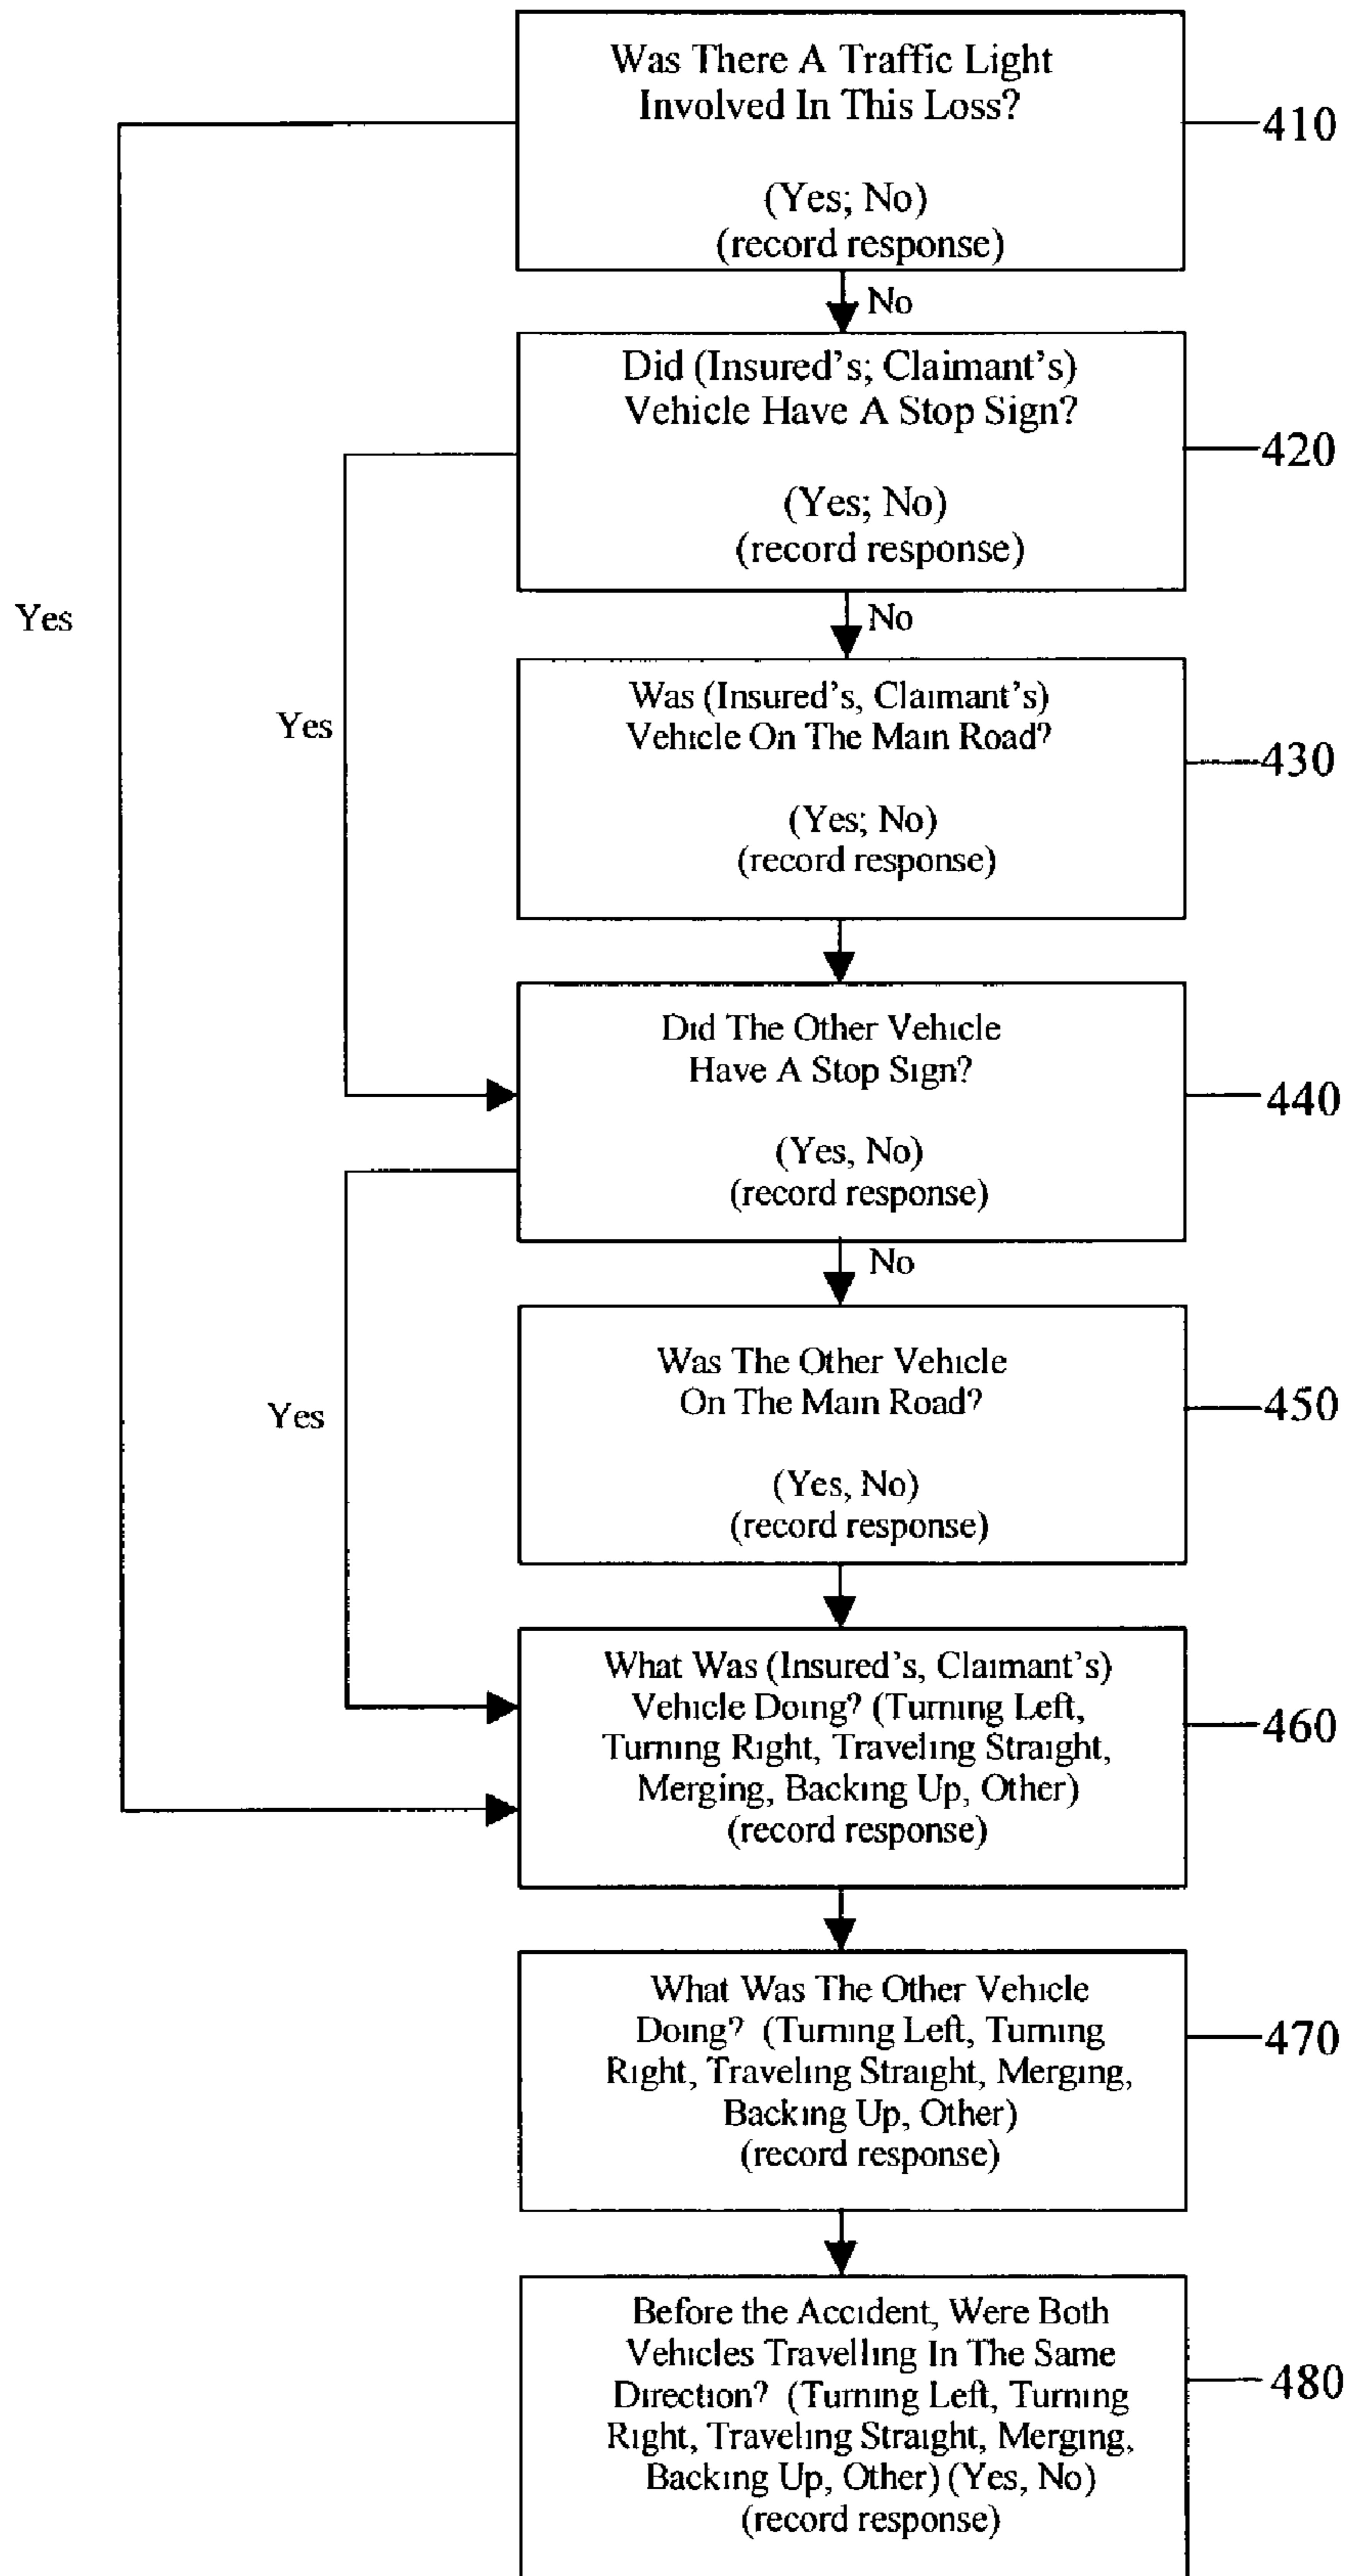 Was There A Traffic Light
Involved In This Loss?
(Yes; No)
(record response)
410
No
Did (Insured's; Claimant's)
Vehicle Have A Stop Sign?
(Yes; No)
(record response)
420
Yes
No
Was (Insured's, Claimant's)
Vehicle On The Main Road?
(Yes; No)
(record response)
430
Yes
Did The Other Vehicle
Have A Stop Sign?
(Yes, No)
(record response)
440
No
Was The Other Vehicle
On The Main Road?
(Yes, No)
(record response)
450
Yes
What Was (Insured's, Claimant's)
Vehicle Doing? (Turning Left,
Turning Right, Traveling Straight,
Merging, Backing Up, Other)
(record response)
460
What Was The Other Vehicle
Doing? (Turning Left, Turning
Right, Traveling Straight, Merging,
Backing Up, Other)
(record response)
470
Before the Accident, Were Both
Vehicles Travelling In The Same
Direction? (Turning Left, Turning
Right, Traveling Straight, Merging,
Backing Up, Other) (Yes, No)
(record response)
480